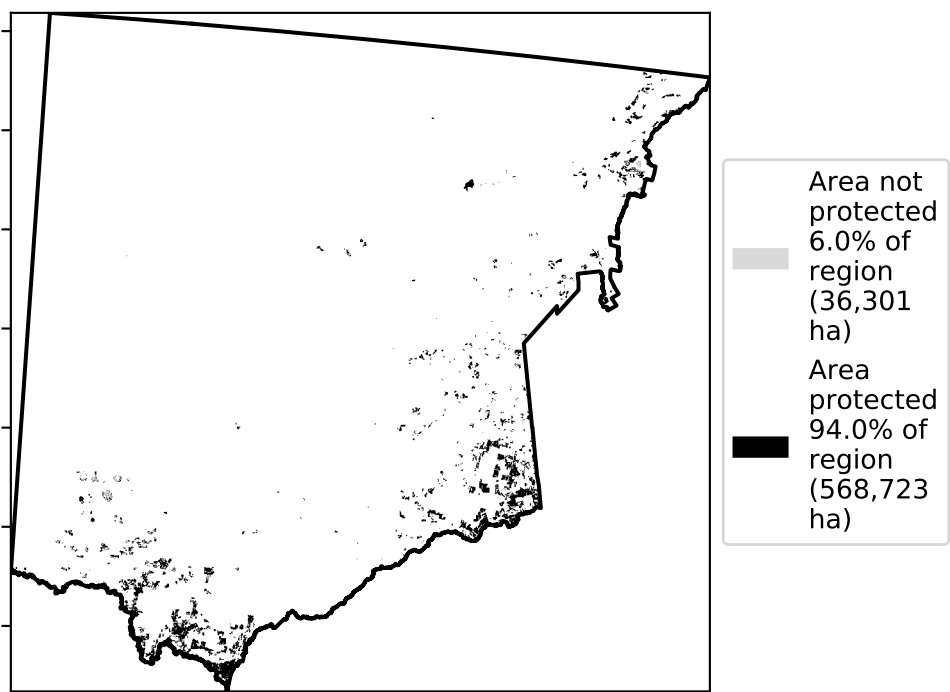 Area not
protected
6.0% of
region
(36,301
ha)
Area
protected
94.0% of
region
(568,723
ha)